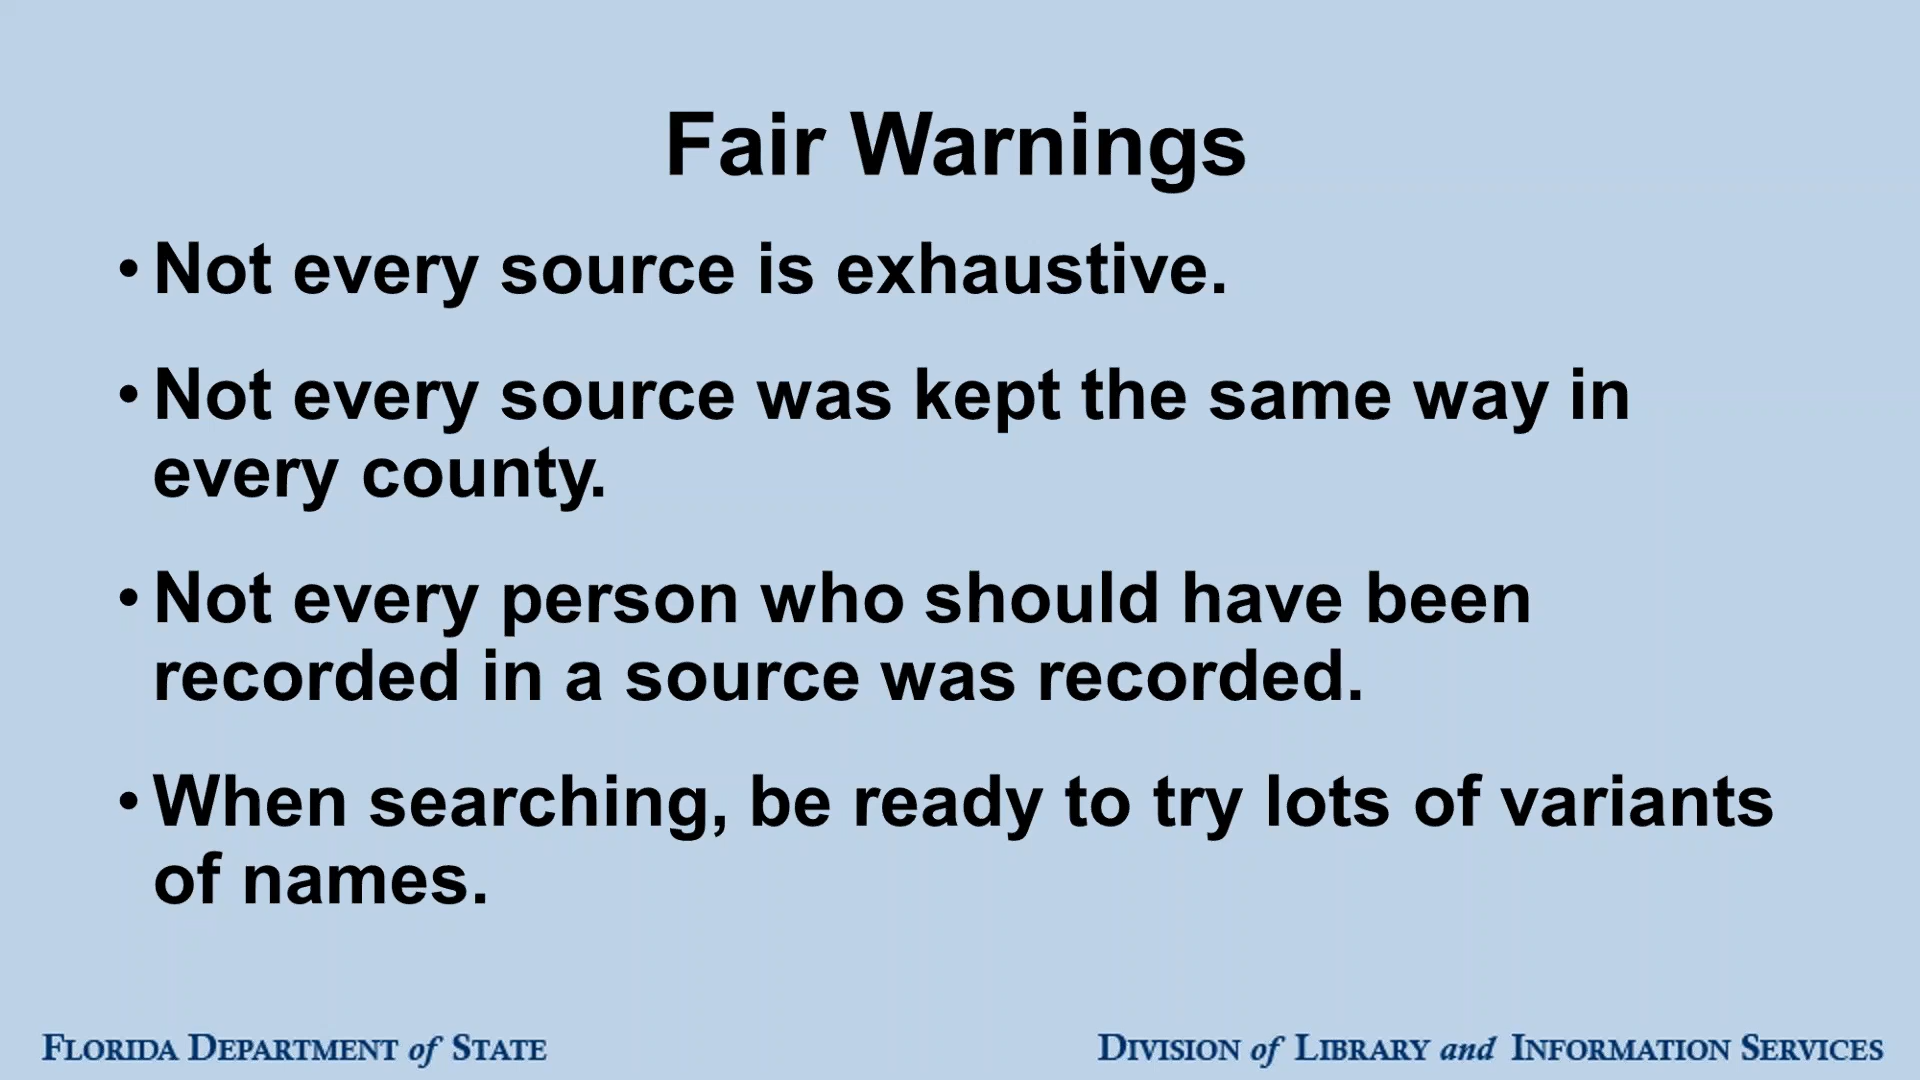 Fair Warnings
• Not every source is exhaustive.
• Not every source was kept the same way in
every county.
• Not every person who should have been
recorded in a source was recorded.
• When searching, be ready to try lots of variants
of names.
FLORIDA DEPARTMENT of STATE
DIVISION of LIBRARY and INFORMATION SERVICES